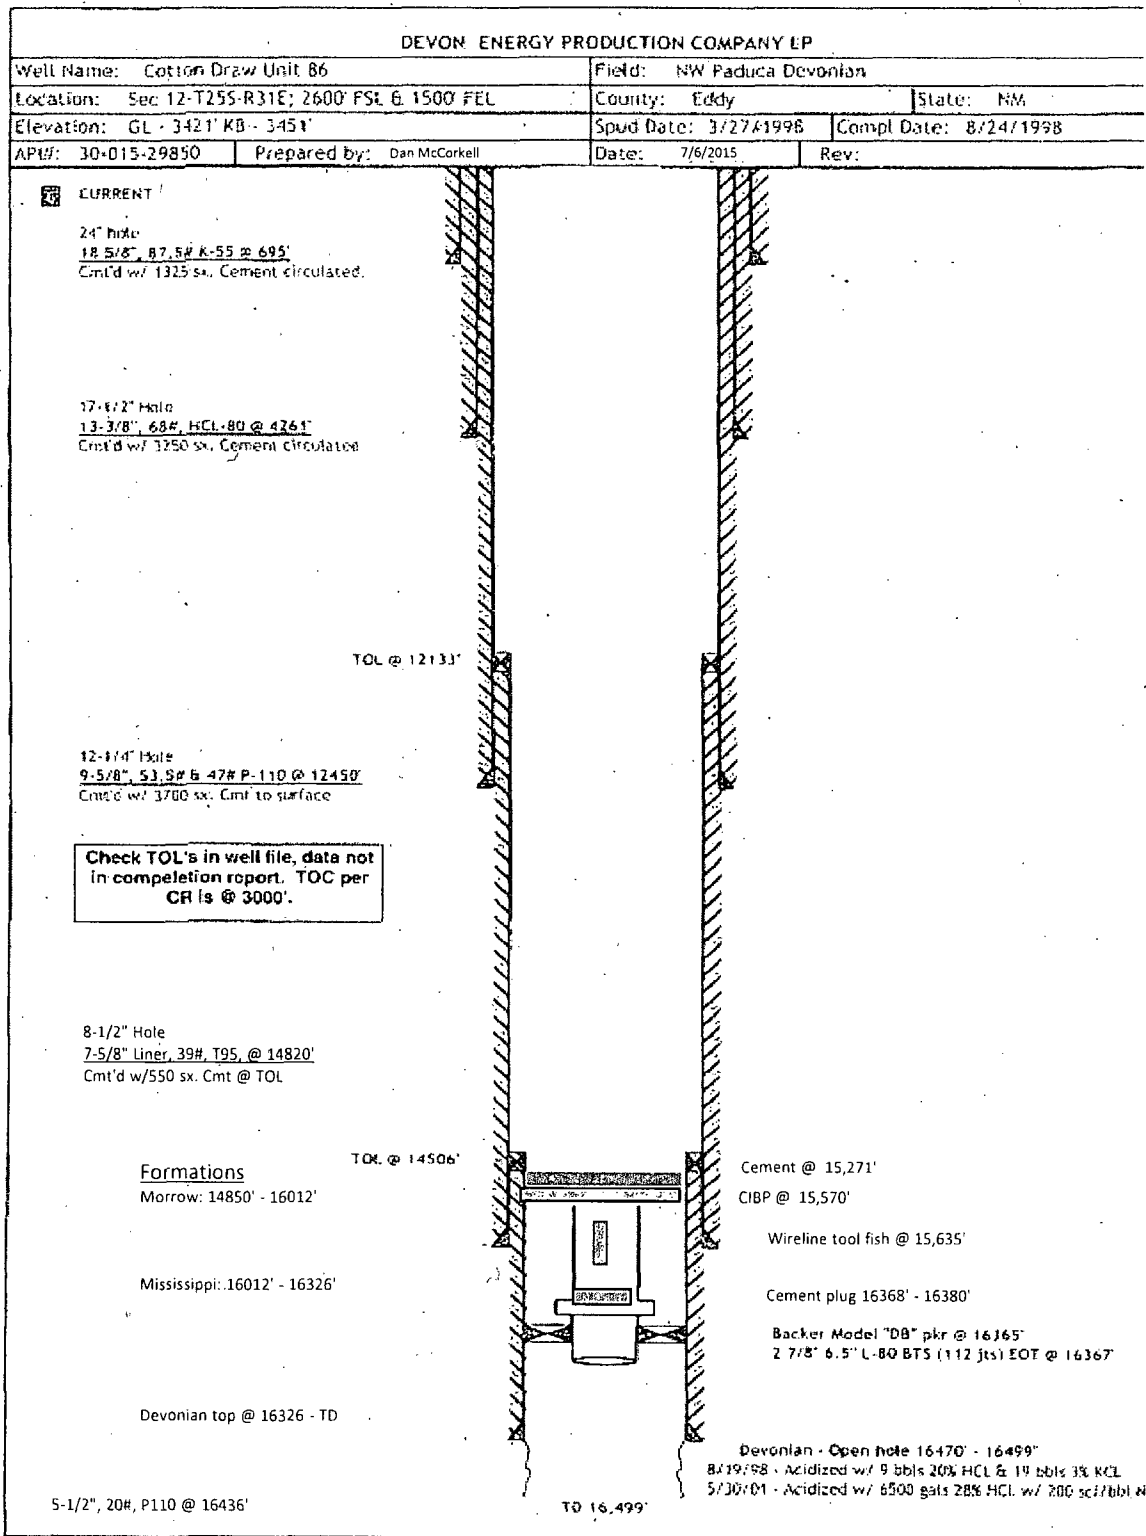 DEVON ENERGY PRODUCTION COMPANY LP
Well Name: Cotton Draw Unit 86 Field: NW Paduca Devonian
Location: Sec 12-T25S-R31E; 2600' FSL & 1500' FEL County: Eddy State: NM
Elevation: GL - 3421' KB - 3451' Spud Date: 3/27/1998 Compl Date: 8/24/1998
API#: 30-015-29850 Prepared by: Dan McCorkell Date: 7/6/2015 Rev:
CURRENT
24" hole
18 5/8", 87.5# K-55 @ 695'
Cmt'd w/ 1325 sx. Cement circulated.
17-1/2" Hole
13-3/8", 68#, HCL-80 @ 4261'
Cmt'd w/ 3250 sx. Cement circulated
TOL @ 12133'
12-1/4" Hole
9-5/8", 53.5# & 47# P-110 @ 12450'
Cmt'd w/ 3700 sx. Cmt to surface
Check TOL's in well file, data not
in compeletion report. TOC per
CR is @ 3000'.
8-1/2" Hole
7-5/8" Liner, 39#, T95, @ 14820'
Cmt'd w/550 sx. Cmt @ TOL
TOL @ 14506'
Formations
Morrow: 14850' - 16012'
Cement @ 15,271'
CIBP @ 15,570'
Wireline tool fish @ 15,635'
Mississippi: 16012' - 16326'
Cement plug 16368' - 16380'
Backer Model "DB" pkr @ 16365'
2 7/8" 6.5" L-80 BTS (112 jts) EOT @ 16367'
Devonian top @ 16326 - TD
Devonian - Open hole 16470' - 16499"
8/19/98 - Acidized w/ 9 bbls 20% HCL & 19 bbls 3% KCL
5/30/01 - Acidized w/ 6500 gals 28% HCL w/ 200 scf/bbl N
5-1/2", 20#, P110 @ 16436'
TD 16,499'